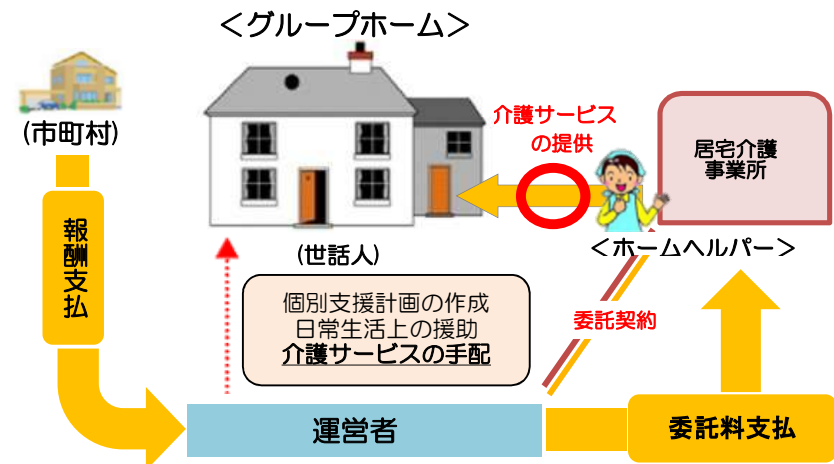 ＜グループホーム＞
(市町村)
介護サービス
の提供
居宅介護
事業所
＜ホームヘルパー＞
報酬支払
(世話人)
個別支援計画の作成
日常生活上の援助
介護サービスの手配
委託契約
運営者
委託料支払